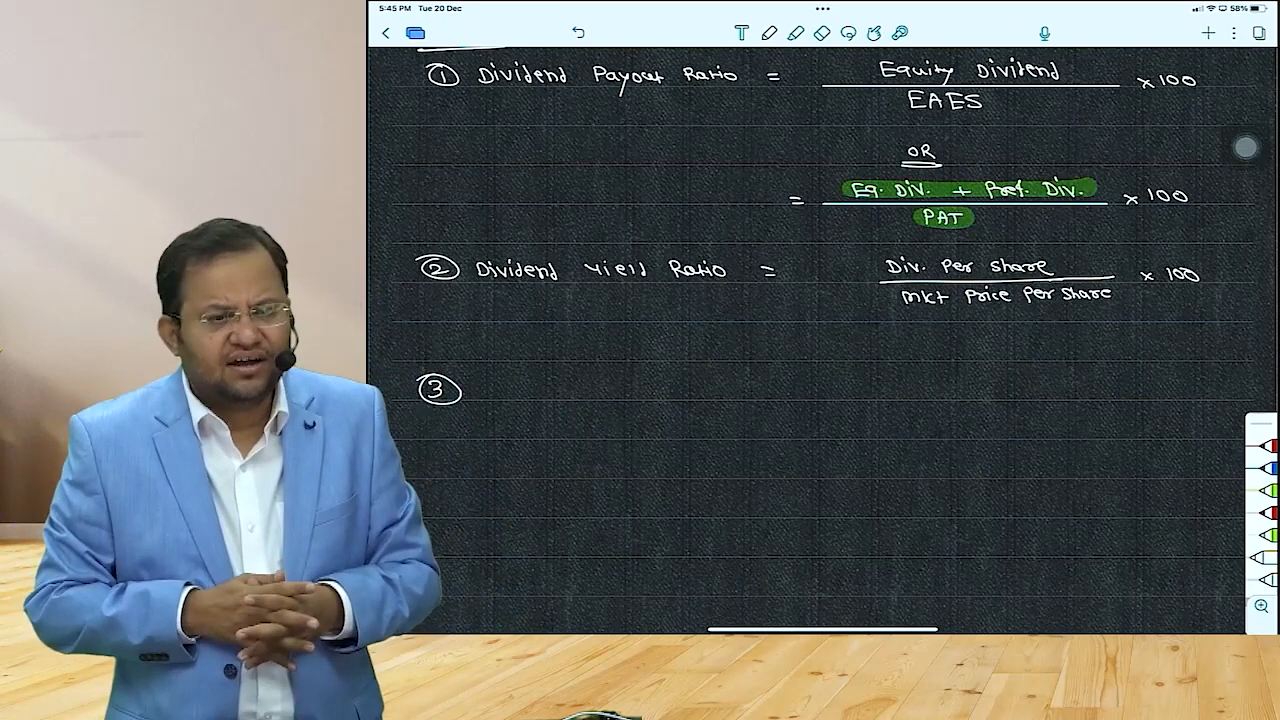 5:45 PM Tue 20 Dec
58%
T
① Dividend Payout Ratio = Equity Dividend × 100
EAES
OR
= Eq. Div. + Pref. Div. × 100
PAT
② Dividend Yield Ratio = Div. Per Share × 100
Mkt Price Per Share
③